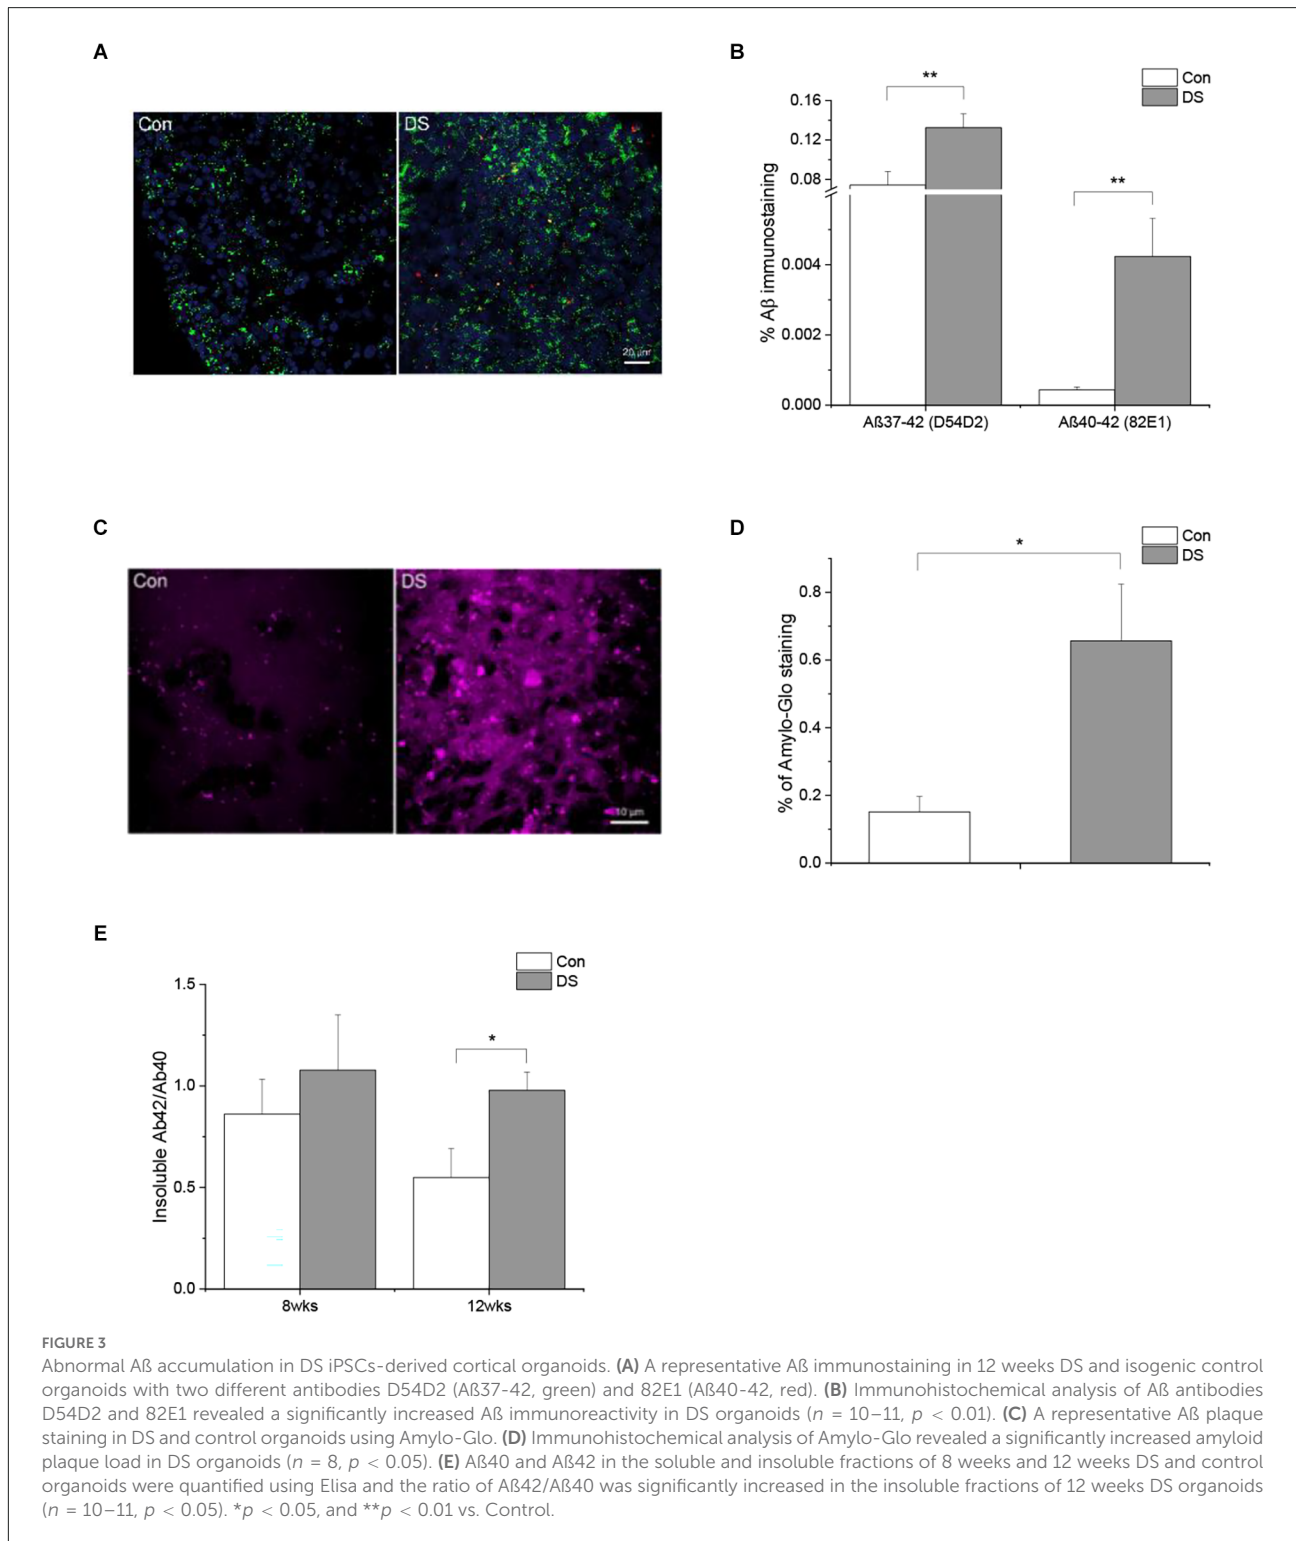 A
Con
DS
20 µm
B
Con
DS
**
**
0.16
0.12
0.08
0.004
0.002
0.000
% Aβ immunostaining
Aß37-42 (D54D2)
Aß40-42 (82E1)
C
Con
DS
10 µm
D
Con
DS
*
0.8
0.6
0.4
0.2
0.0
% of Amylo-Glo staining
E
Con
DS
*
1.5
1.0
0.5
0.0
Insoluble Ab42/Ab40
8wks
12wks
FIGURE 3
Abnormal Aß accumulation in DS iPSCs-derived cortical organoids. (A) A representative Aß immunostaining in 12 weeks DS and isogenic control
organoids with two different antibodies D54D2 (Aß37-42, green) and 82E1 (Aß40-42, red). (B) Immunohistochemical analysis of Aß antibodies
D54D2 and 82E1 revealed a significantly increased Aß immunoreactivity in DS organoids (n = 10–11, p < 0.01). (C) A representative Aß plaque
staining in DS and control organoids using Amylo-Glo. (D) Immunohistochemical analysis of Amylo-Glo revealed a significantly increased amyloid
plaque load in DS organoids (n = 8, p < 0.05). (E) Aß40 and Aß42 in the soluble and insoluble fractions of 8 weeks and 12 weeks DS and control
organoids were quantified using Elisa and the ratio of Aß42/Aß40 was significantly increased in the insoluble fractions of 12 weeks DS organoids
(n = 10–11, p < 0.05). *p < 0.05, and **p < 0.01 vs. Control.